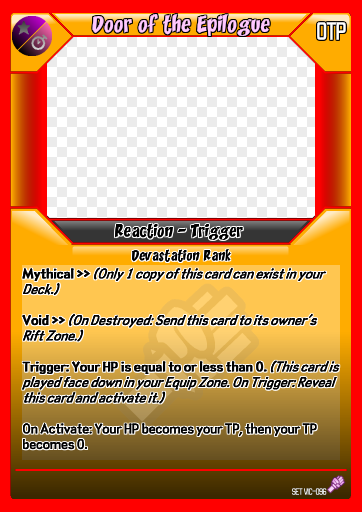 Door of the Epilogue
0TP
Reaction - Trigger
Devastation Rank
Mythical >> (Only 1 copy of this card can exist in your
Deck.)
Void >> (On Destroyed: Send this card to its owner's
Rift Zone.)
Trigger: Your HP is equal to or less than 0. (This card is
played face down in your Equip Zone. On Trigger: Reveal
this card and activate it.)
On Activate: Your HP becomes your TP, then your TP
becomes 0.
SET VIC-096